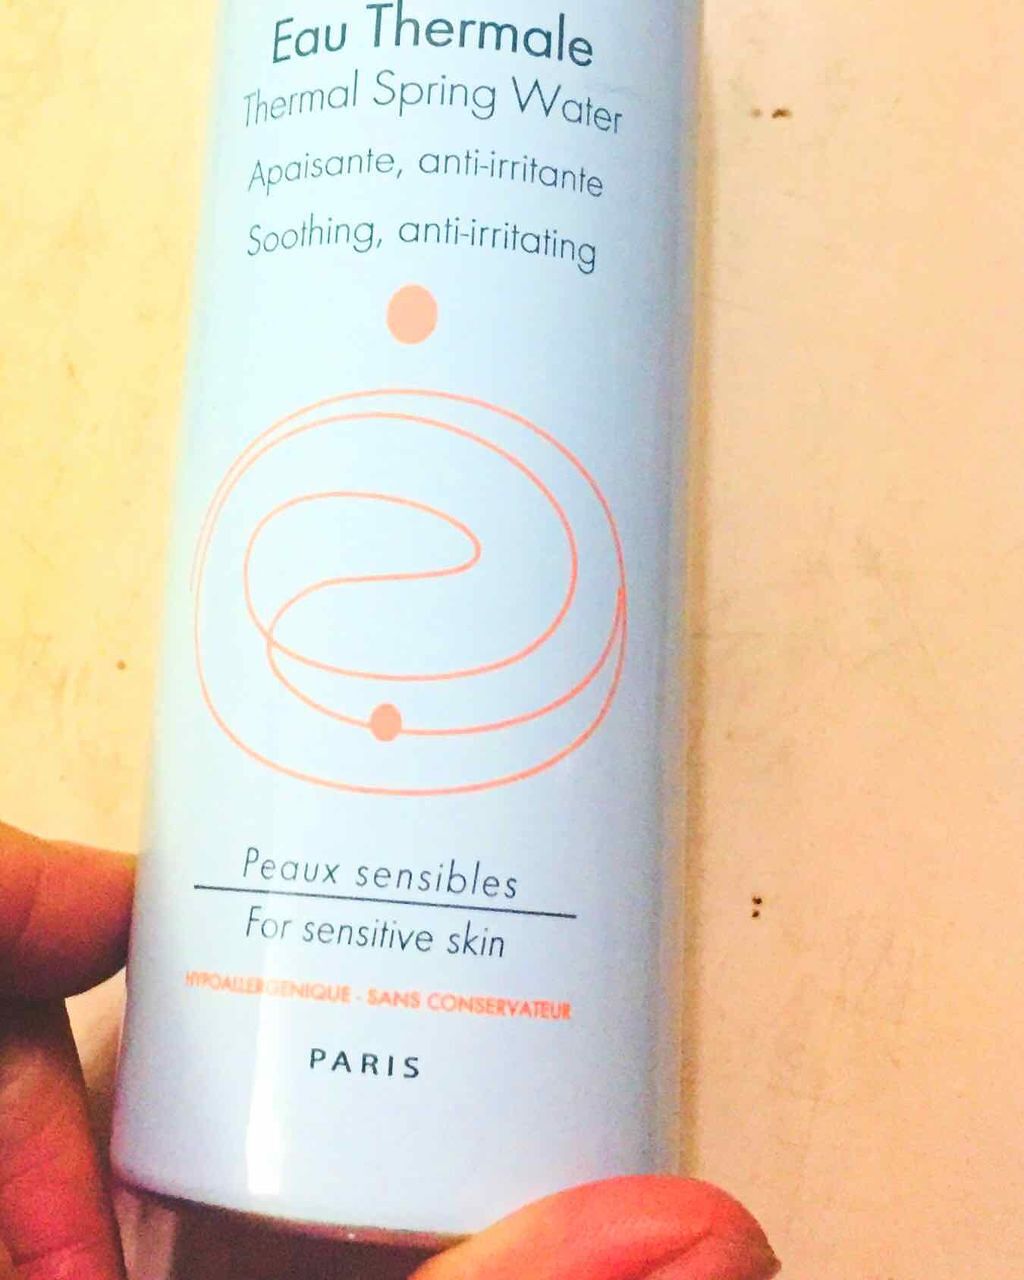 Eau Thermale
Thermal Spring Water
Apaisante, anti-irritante
Soothing, anti-irritating
Peaux sensibles
For sensitive skin
HYPOALLERGENIQUE - SANS CONSERVATEUR
PARIS